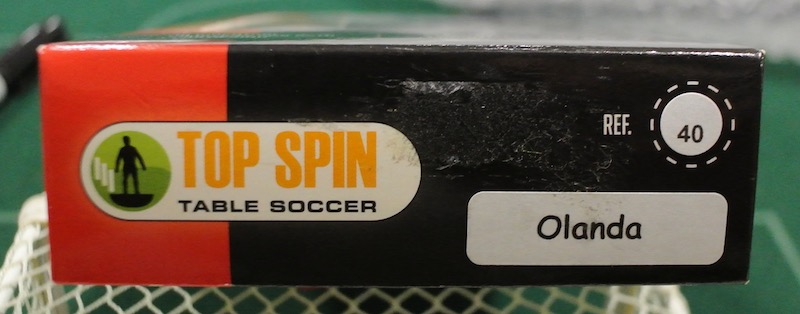 TOP SPIN
TABLE SOCCER
REF. 40
Olanda